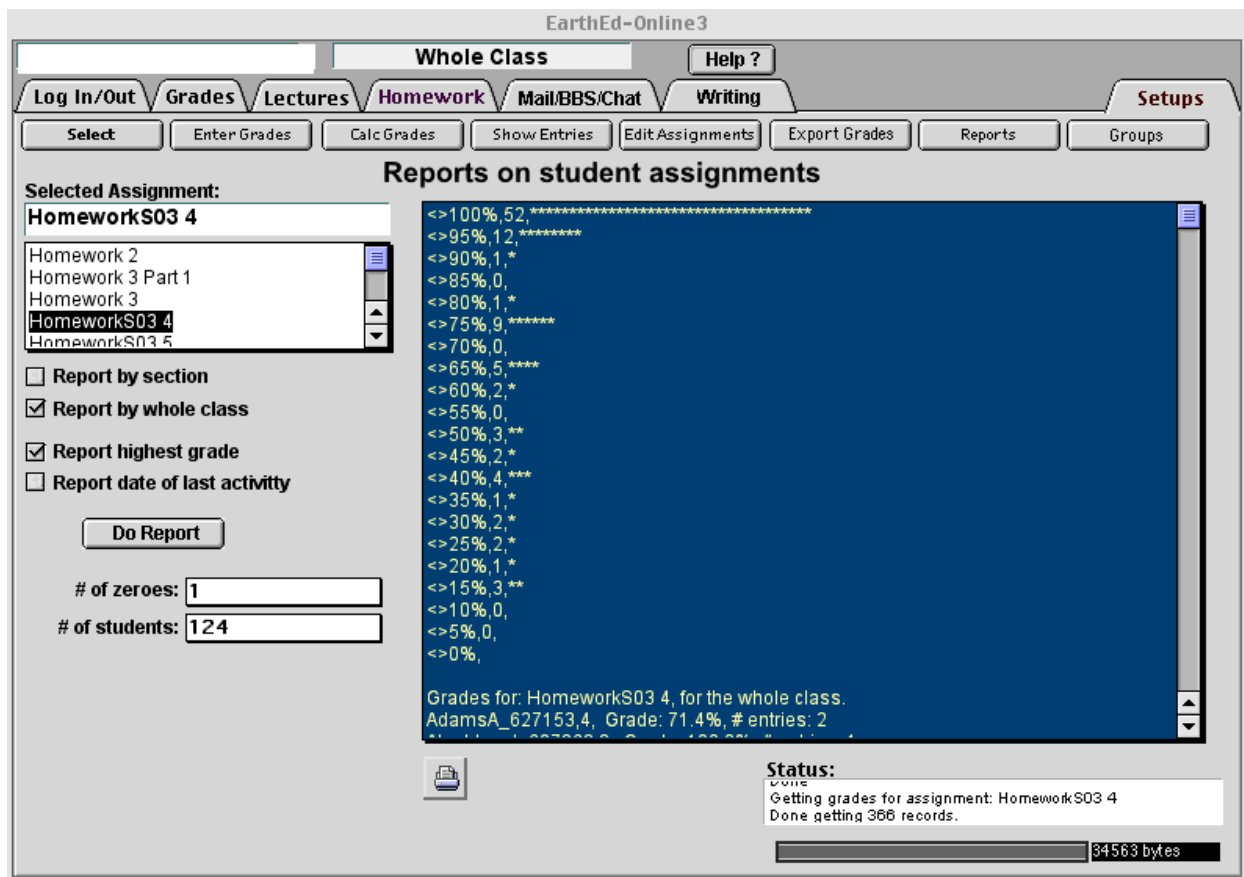 EarthEd-Online3
Whole Class
Help ?
Log In/Out Grades Lectures Homework Mail/BBS/Chat Writing Setups
Select Enter Grades Calc Grades Show Entries Edit Assignments Export Grades Reports Groups
Reports on student assignments
Selected Assignment:
HomeworkS03 4
Homework 2
Homework 3 Part 1
Homework 3
HomeworkS03 4
HomeworkS03 5
Report by section
Report by whole class
Report highest grade
Report date of last activitty
Do Report
# of zeroes: 1
# of students: 124
<>100%,52,************************************
<>95%,12,********
<>90%,1,*
<>85%,0,
<>80%,1,*
<>75%,9,******
<>70%,0,
<>65%,5,****
<>60%,2,*
<>55%,0,
<>50%,3,**
<>45%,2,*
<>40%,4,***
<>35%,1,*
<>30%,2,*
<>25%,2,*
<>20%,1,*
<>15%,3,**
<>10%,0,
<>5%,0,
<>0%,
Grades for: HomeworkS03 4, for the whole class.
AdamsA_627153,4, Grade: 71.4%, # entries: 2
Status:
Done
Getting grades for assignment: HomeworkS03 4
Done getting 366 records.
34563 bytes